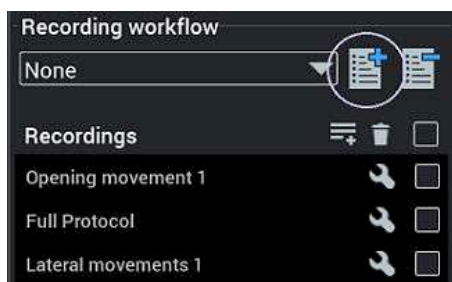 Recording workflow
None
Recordings
Opening movement 1
Full Protocol
Lateral movements 1